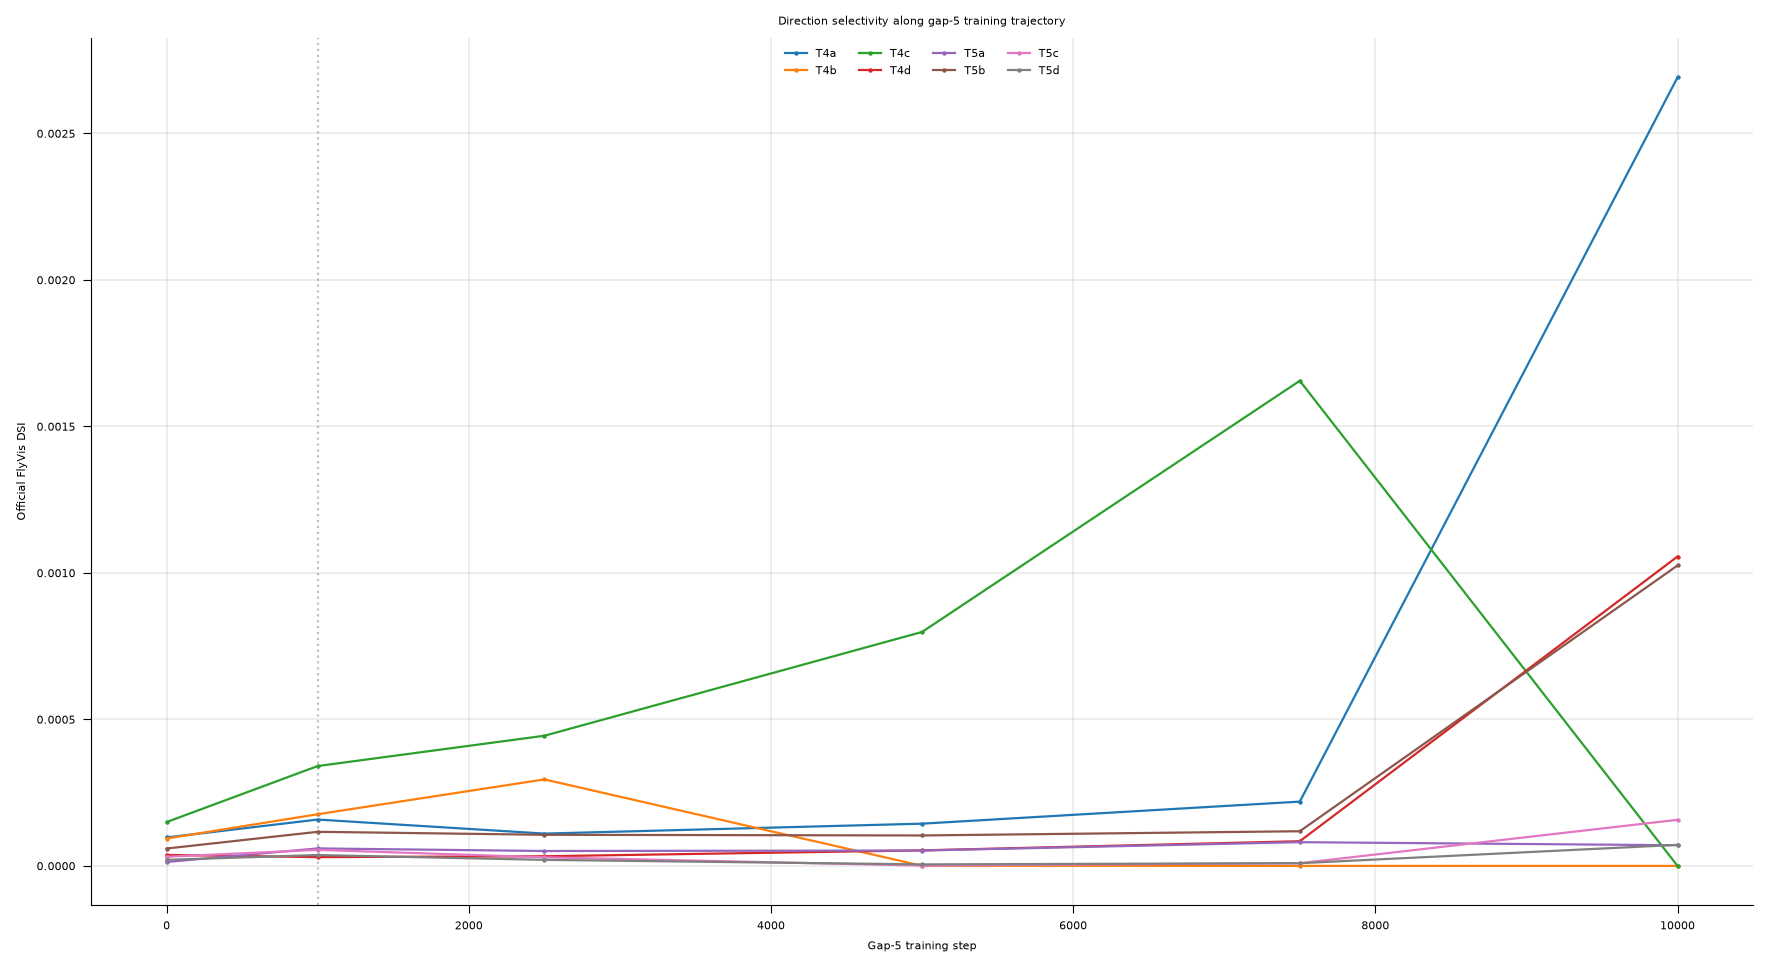 Direction selectivity along gap-5 training trajectory
T4a T4c T5a T5c
T4b T4d T5b T5d
0.0025
0.0020
0.0015
0.0010
0.0005
0.0000
Official FlyVis DSI
0 2000 4000 6000 8000 10000
Gap-5 training step